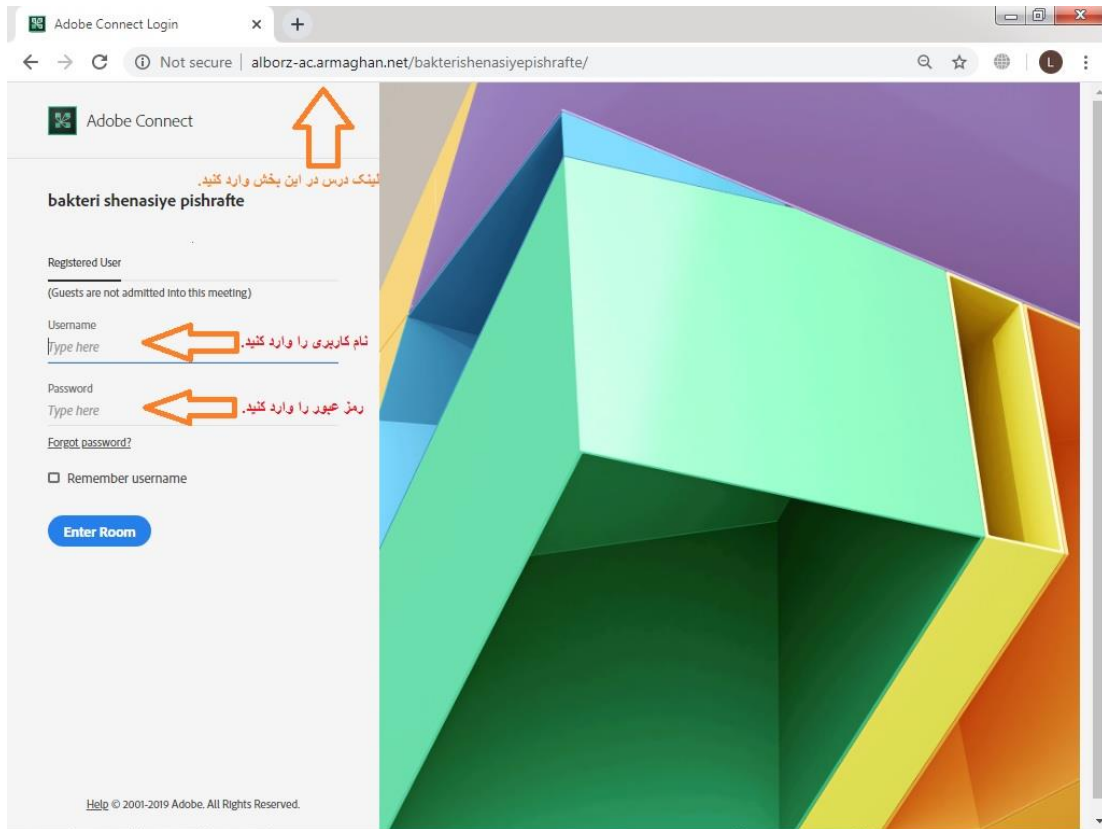 Adobe Connect Login
Not secure | alborz-ac.armaghan.net/bakterishenasiyepishrafte/
L
Adobe Connect
لینک درس در این بخش وارد کنید.
bakteri shenasiye pishrafte
Registered User
(Guests are not admitted into this meeting)
Username
Type here
نام کاربری را وارد کنید.
Password
Type here
رمز عبور را وارد کنید.
Forgot password?
Remember username
Enter Room
Help © 2001-2019 Adobe. All Rights Reserved.